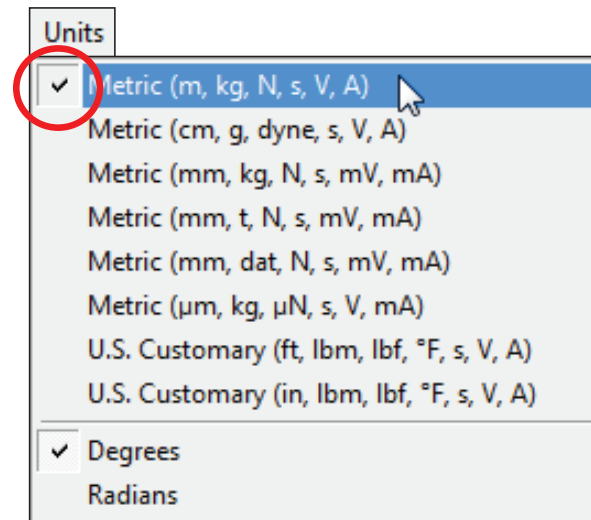 Units
Metric (m, kg, N, s, V, A)
Metric (cm, g, dyne, s, V, A)
Metric (mm, kg, N, s, mV, mA)
Metric (mm, t, N, s, mV, mA)
Metric (mm, dat, N, s, mV, mA)
Metric (µm, kg, µN, s, V, mA)
U.S. Customary (ft, lbm, lbf, °F, s, V, A)
U.S. Customary (in, lbm, lbf, °F, s, V, A)
Degrees
Radians